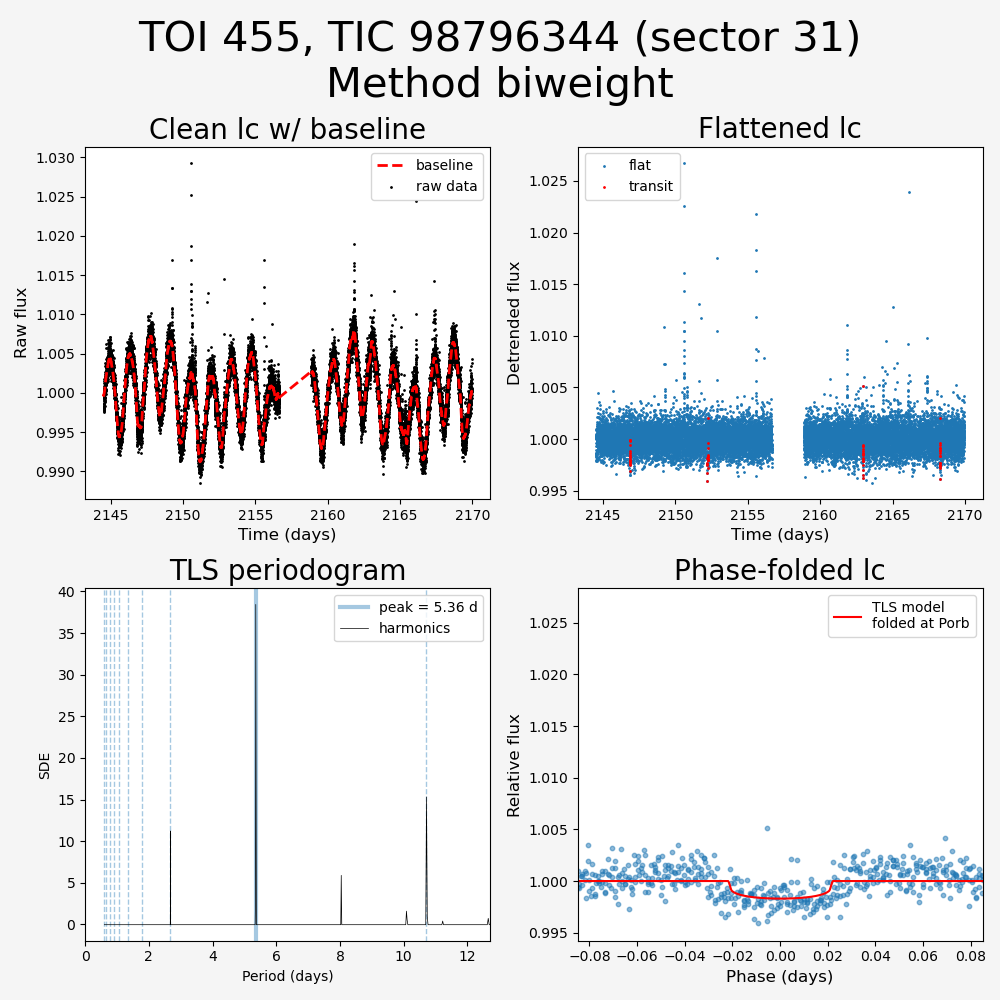 TOI 455, TIC 98796344 (sector 31)
Method biweight
Clean lc w/ baseline
Raw flux
1.030
1.025
1.020
1.015
1.010
1.005
1.000
0.995
0.990
baseline
raw data
2145 2150 2155 2160 2165 2170
Time (days)
Flattened lc
Detrended flux
1.025
1.020
1.015
1.010
1.005
1.000
0.995
flat
transit
2145 2150 2155 2160 2165 2170
Time (days)
TLS periodogram
SDE
40
35
30
25
20
15
10
5
0
peak = 5.36 d
harmonics
0 2 4 6 8 10 12
Period (days)
Phase-folded lc
Relative flux
1.025
1.020
1.015
1.010
1.005
1.000
0.995
TLS model
folded at Porb
−0.08 −0.06 −0.04 −0.02 0.00 0.02 0.04 0.06 0.08
Phase (days)